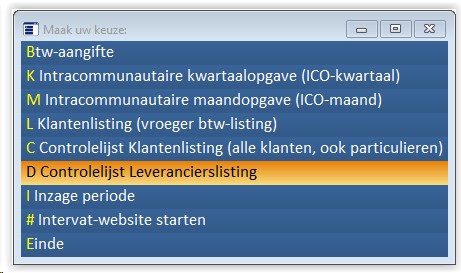 Maak uw keuze:
Btw-aangifte
K Intracommunautaire kwartaalopgave (ICO-kwartaal)
M Intracommunautaire maandopgave (ICO-maand)
L Klantenlisting (vroeger btw-listing)
C Controlelijst Klantenlisting (alle klanten, ook particulieren)
D Controlelijst Leverancierslisting
I Inzage periode
# Intervat-website starten
Einde